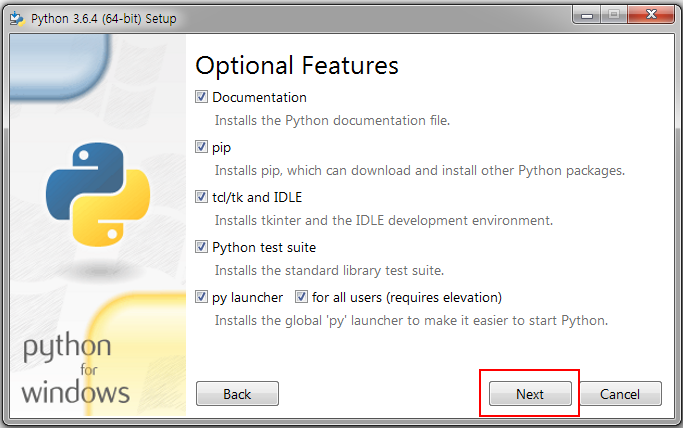 Python 3.6.4 (64-bit) Setup
Optional Features
Documentation
Installs the Python documentation file.
pip
Installs pip, which can download and install other Python packages.
tcl/tk and IDLE
Installs tkinter and the IDLE development environment.
Python test suite
Installs the standard library test suite.
py launcher for all users (requires elevation)
Installs the global 'py' launcher to make it easier to start Python.
python
for
windows
Back Next Cancel